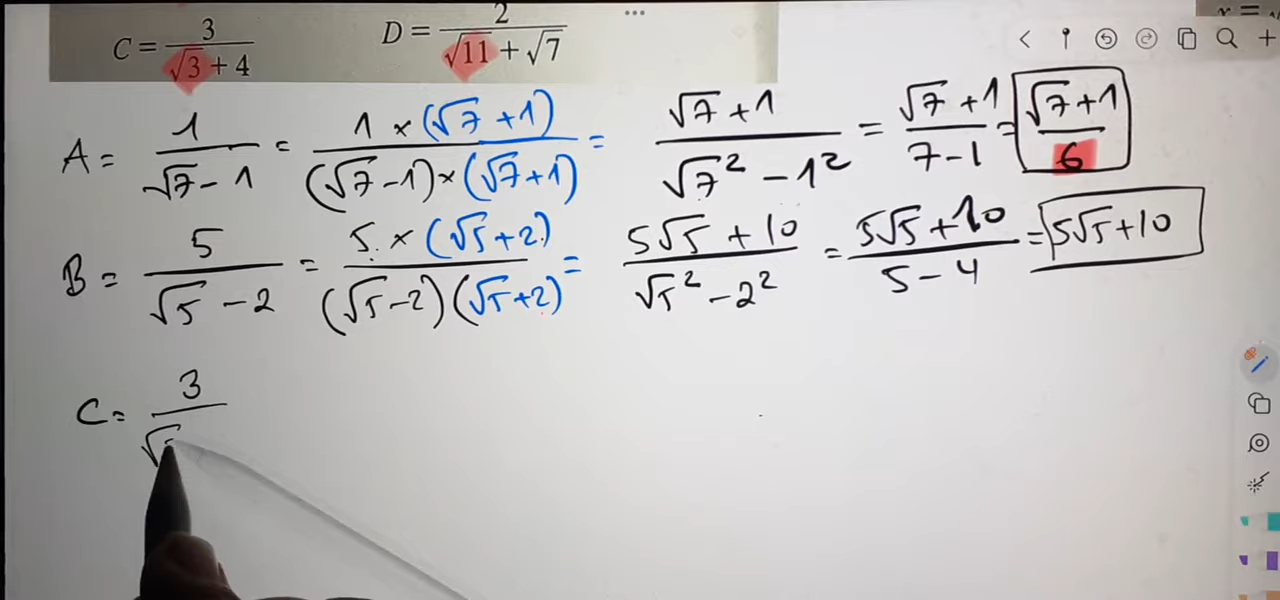 C = 3/(√3 + 4) D = 2/(√11 + √7)
A = 1/(√7 - 1) = 1 × (√7 + 1)/((√7 - 1) × (√7 + 1)) = (√7 + 1)/(√7² - 1²) = (√7 + 1)/(7 - 1) = (√7 + 1)/6
B = 5/(√5 - 2) = 5 × (√5 + 2)/((√5 - 2)(√5 + 2)) = (5√5 + 10)/(√5² - 2²) = (5√5 + 10)/(5 - 4) = 5√5 + 10
C = 3/√